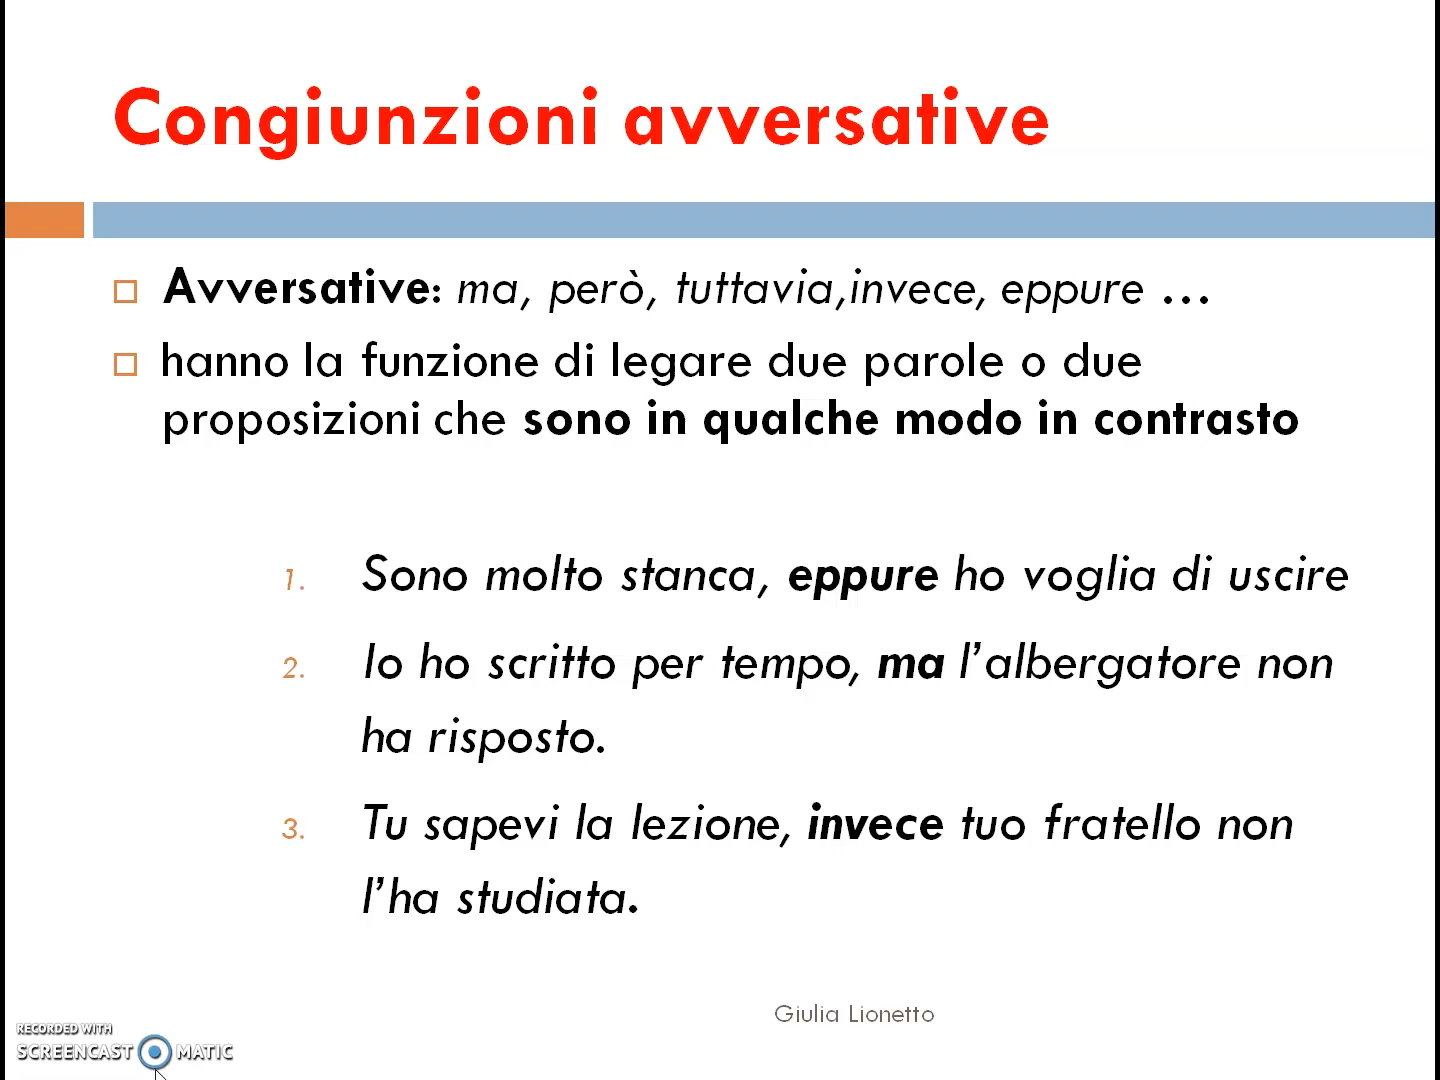 Congiunzioni avversative
Avversative: ma, però, tuttavia,invece, eppure ...
hanno la funzione di legare due parole o due
proposizioni che sono in qualche modo in contrasto
1. Sono molto stanca, eppure ho voglia di uscire
2. Io ho scritto per tempo, ma l’albergatore non
ha risposto.
3. Tu sapevi la lezione, invece tuo fratello non
l’ha studiata.
Giulia Lionetto
RECORDED WITH
SCREENCAST MATIC